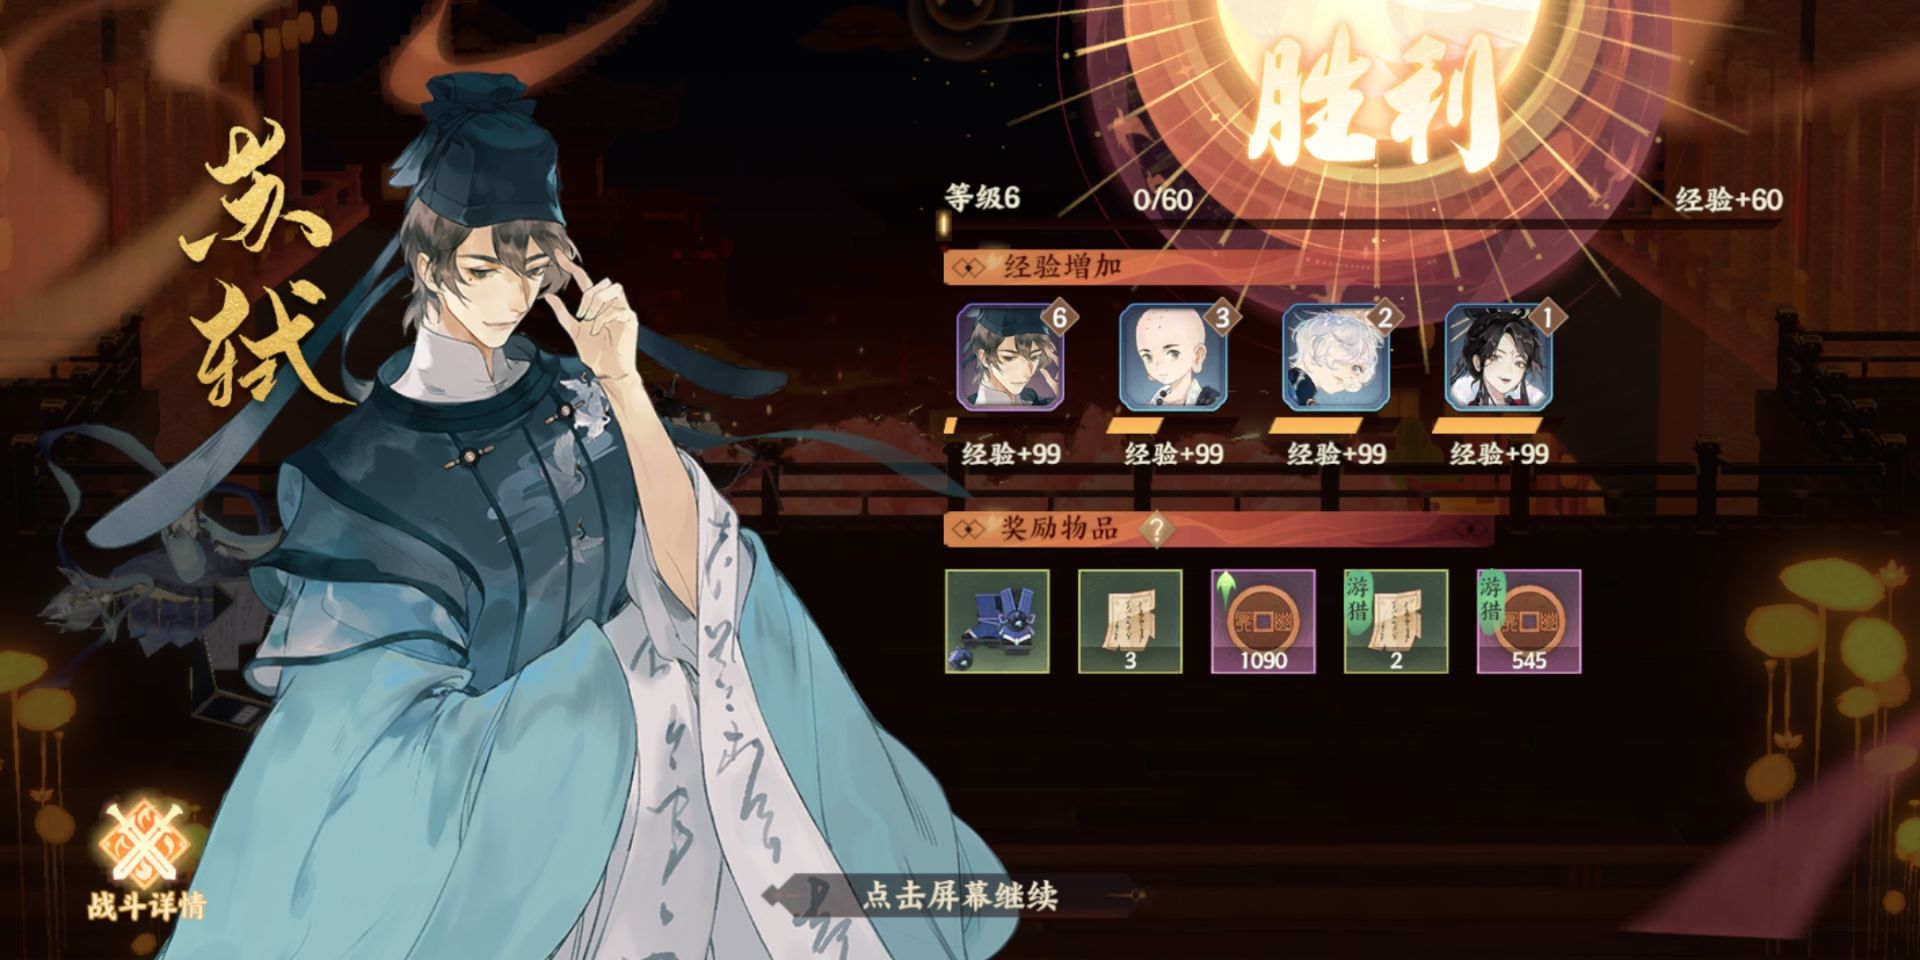 苏轼
胜利
等级6
0/60
经验+60
经验增加
6
3
2
1
经验+99
经验+99
经验+99
经验+99
奖励物品
?
3
1090
游猎
2
游猎
545
战斗详情
点击屏幕继续